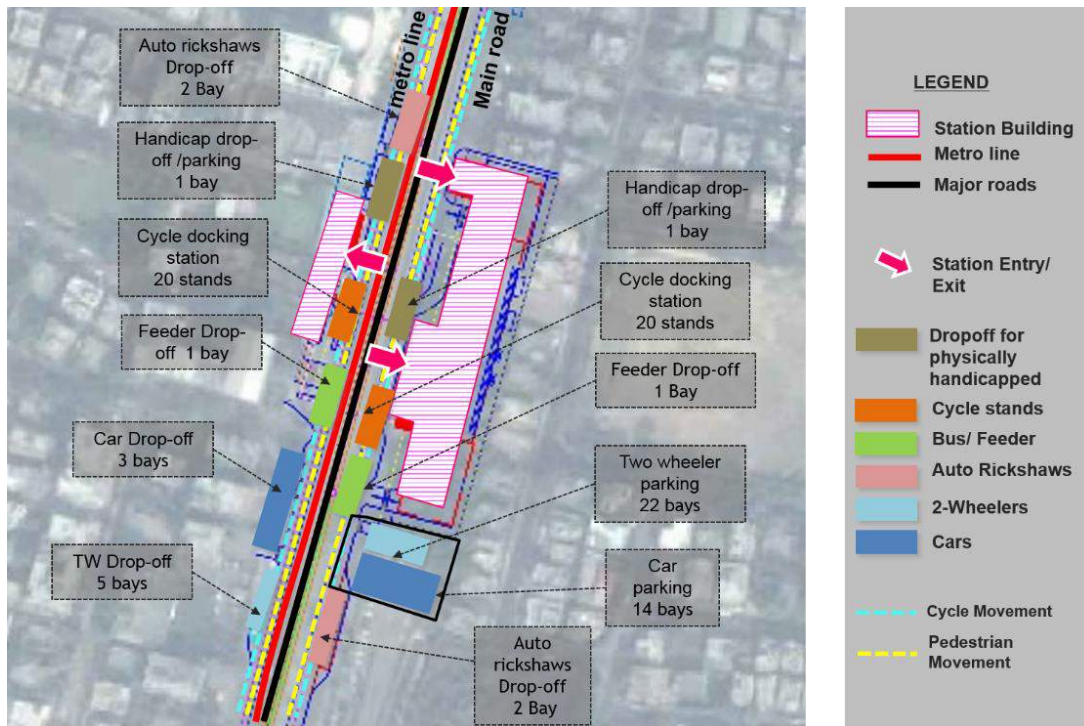 Auto rickshaws
Drop-off
2 Bay
metro line
Main road
Handicap drop-
off /parking
1 bay
Cycle docking
station
20 stands
Feeder Drop-
off 1 bay
Car Drop-off
3 bays
TW Drop-off
5 bays
Handicap drop-
off /parking
1 bay
Cycle docking
station
20 stands
Feeder Drop-off
1 Bay
Two wheeler
parking
22 bays
Car
parking
14 bays
Auto
rickshaws
Drop-off
2 Bay
LEGEND
Station Building
Metro line
Major roads
Station Entry/
Exit
Dropoff for
physically
handicapped
Cycle stands
Bus/ Feeder
Auto Rickshaws
2-Wheelers
Cars
Cycle Movement
Pedestrian
Movement